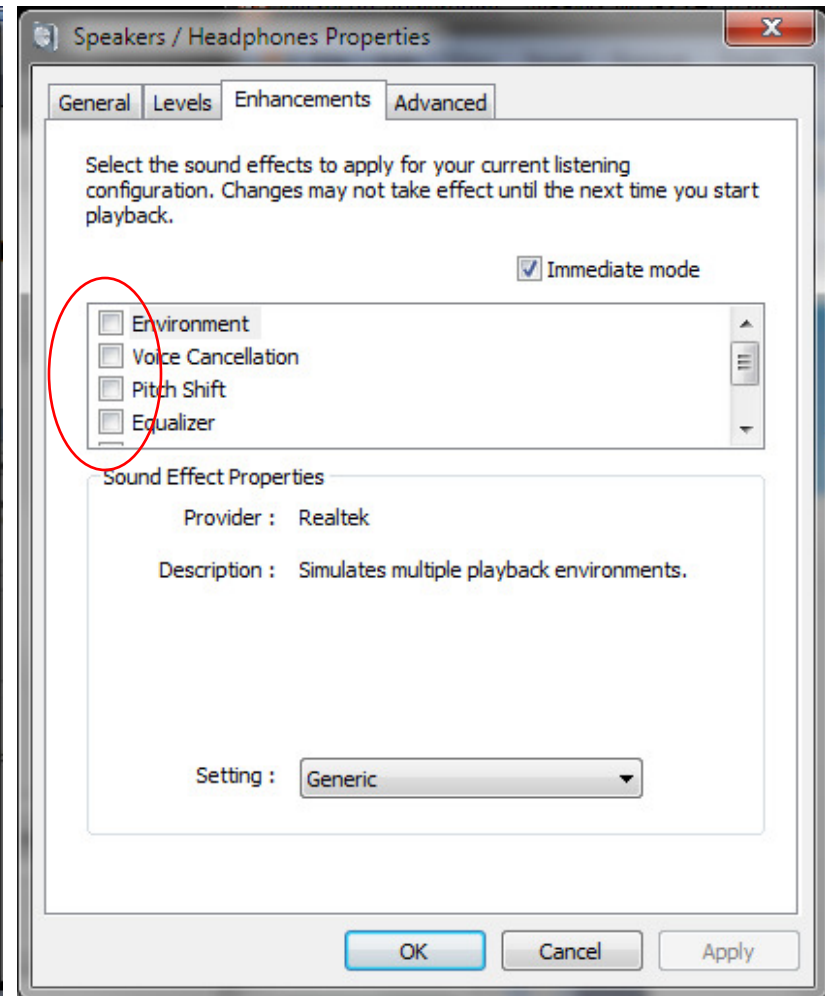 Speakers / Headphones Properties
General Levels Enhancements Advanced
Select the sound effects to apply for your current listening
configuration. Changes may not take effect until the next time you start
playback.
Immediate mode
Environment
Voice Cancellation
Pitch Shift
Equalizer
Sound Effect Properties
Provider : Realtek
Description : Simulates multiple playback environments.
Setting : Generic
OK Cancel Apply